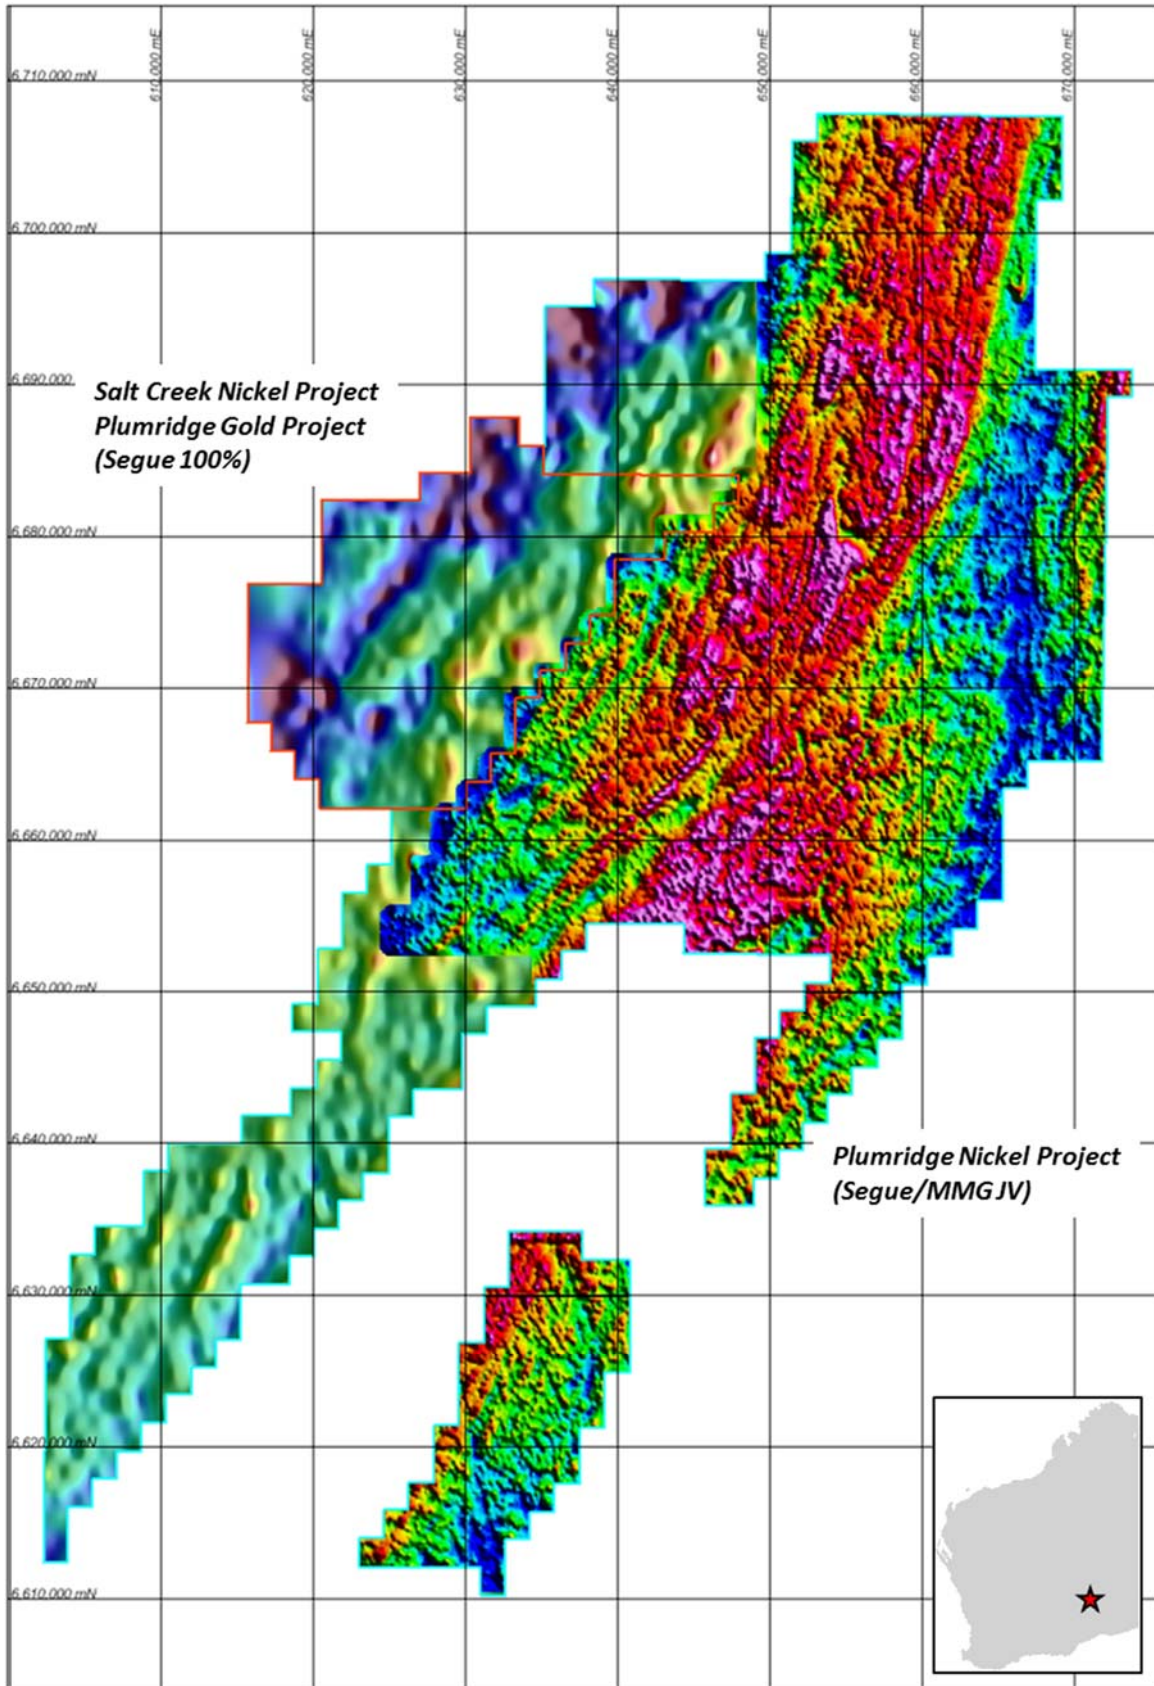 610,000 mE
620,000 mE
630,000 mE
640,000 mE
650,000 mE
660,000 mE
670,000 mE
6,710,000 mN
6,700,000 mN
6,690,000
Salt Creek Nickel Project
Plumridge Gold Project
(Segue 100%)
6,680,000 mN
6,670,000 mN
6,660,000 mN
6,650,000 mN
6,640,000 mN
Plumridge Nickel Project
(Segue/MMG JV)
6,630,000 mN
6,620,000 mN
6,610,000 mN